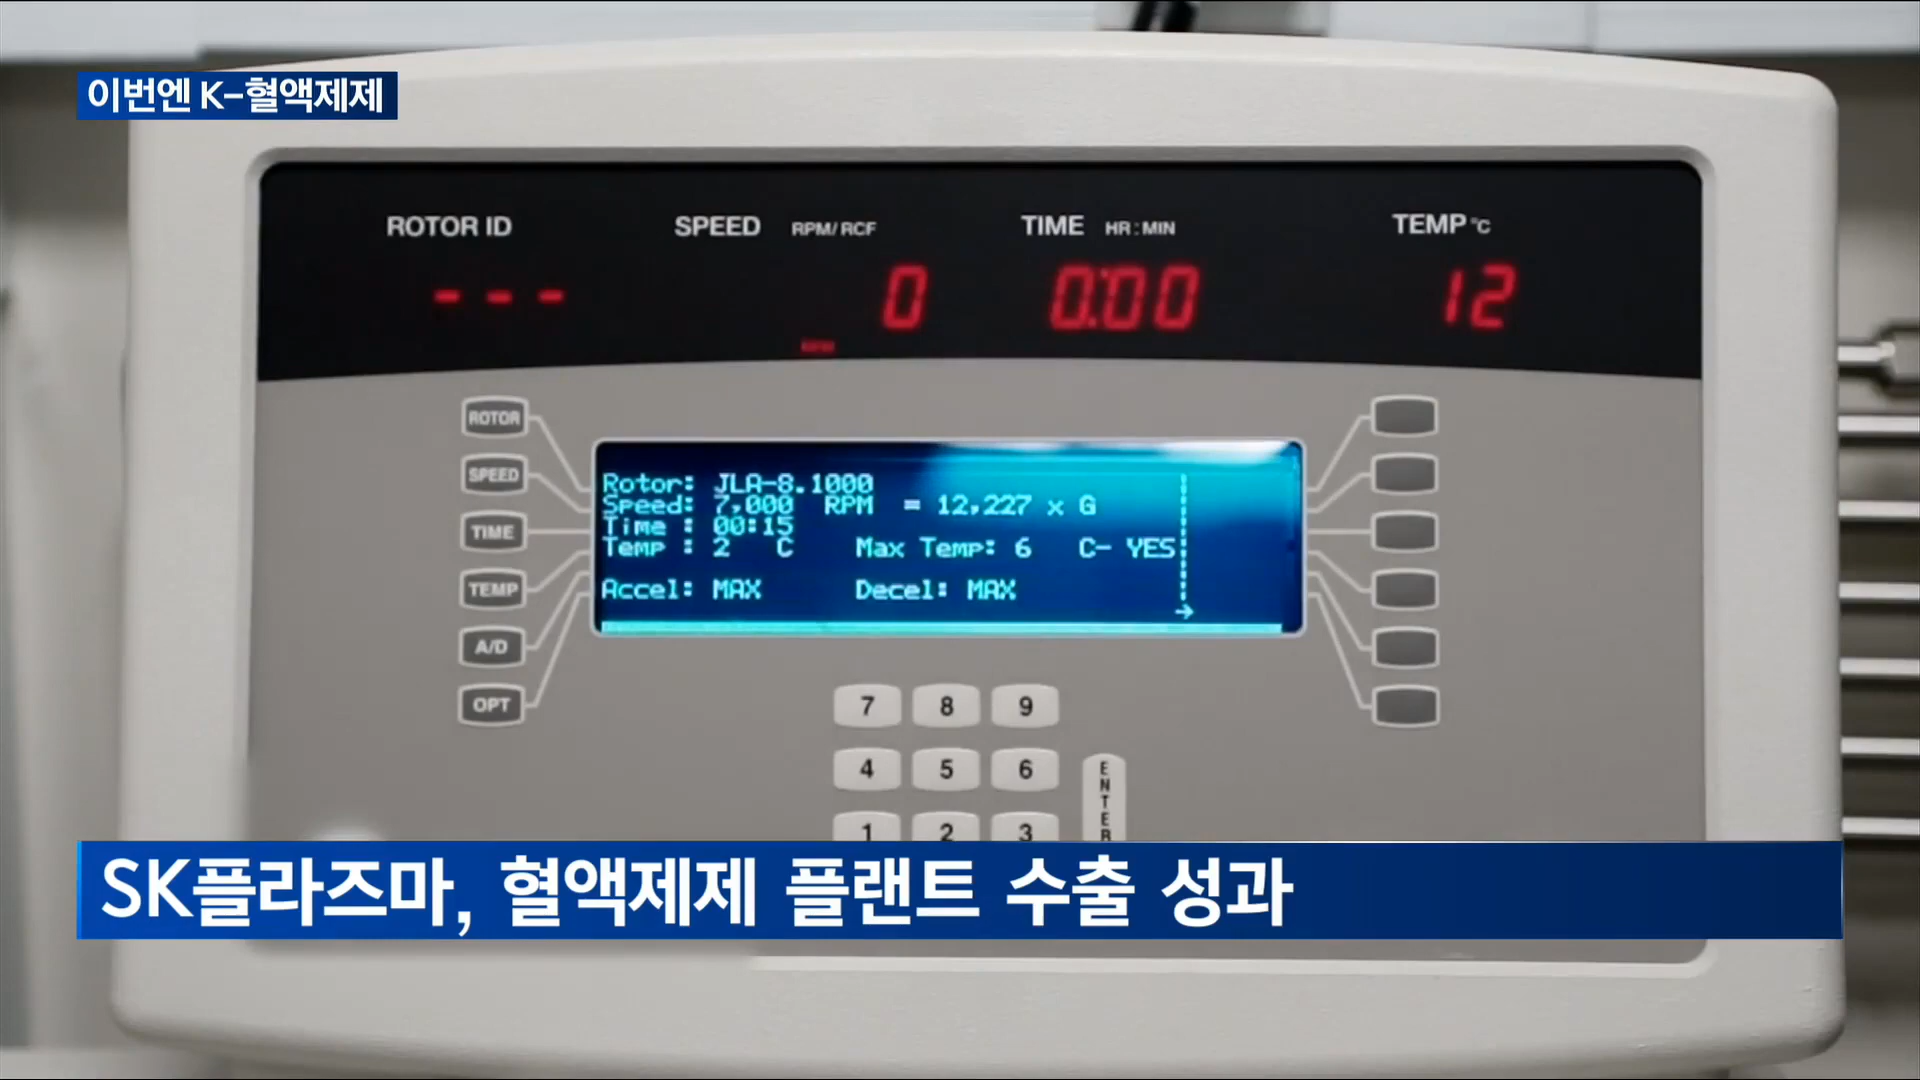 이번엔 K-혈액제제
ROTOR ID SPEED RPM/RCF TIME HR:MIN TEMP °C
--- 0 0:00 12
RPM
ROTOR
SPEED
TIME
TEMP
A/D
OPT
Rotor: JLA-8.1000
Speed: 7,000 RPM = 12,227 x G
Time : 00:15
Temp : 2 C Max Temp: 6 C- YES
Accel: MAX Decel: MAX
7 8 9
4 5 6
1 2 3
ENTER
SK플라즈마, 혈액제제 플랜트 수출 성과